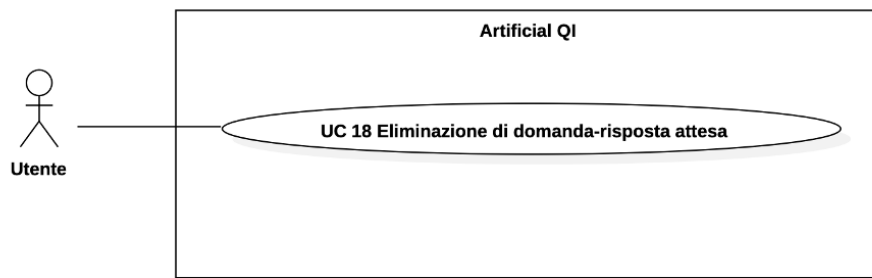 Artificial QI
UC 18 Eliminazione di domanda-risposta attesa
Utente